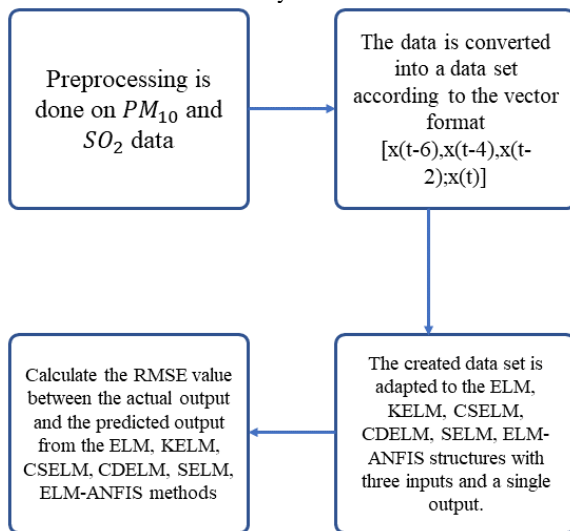 Preprocessing is
done on PM₁₀ and
SO₂ data
The data is converted
into a data set
according to the vector
format
[x(t-6),x(t-4),x(t-
2);x(t)]
The created data set is
adapted to the ELM,
KELM, CSELM,
CDELM, SELM, ELM-
ANFIS structures with
three inputs and a single
output.
Calculate the RMSE value
between the actual output
and the predicted output
from the ELM, KELM,
CSELM, CDELM, SELM,
ELM-ANFIS methods